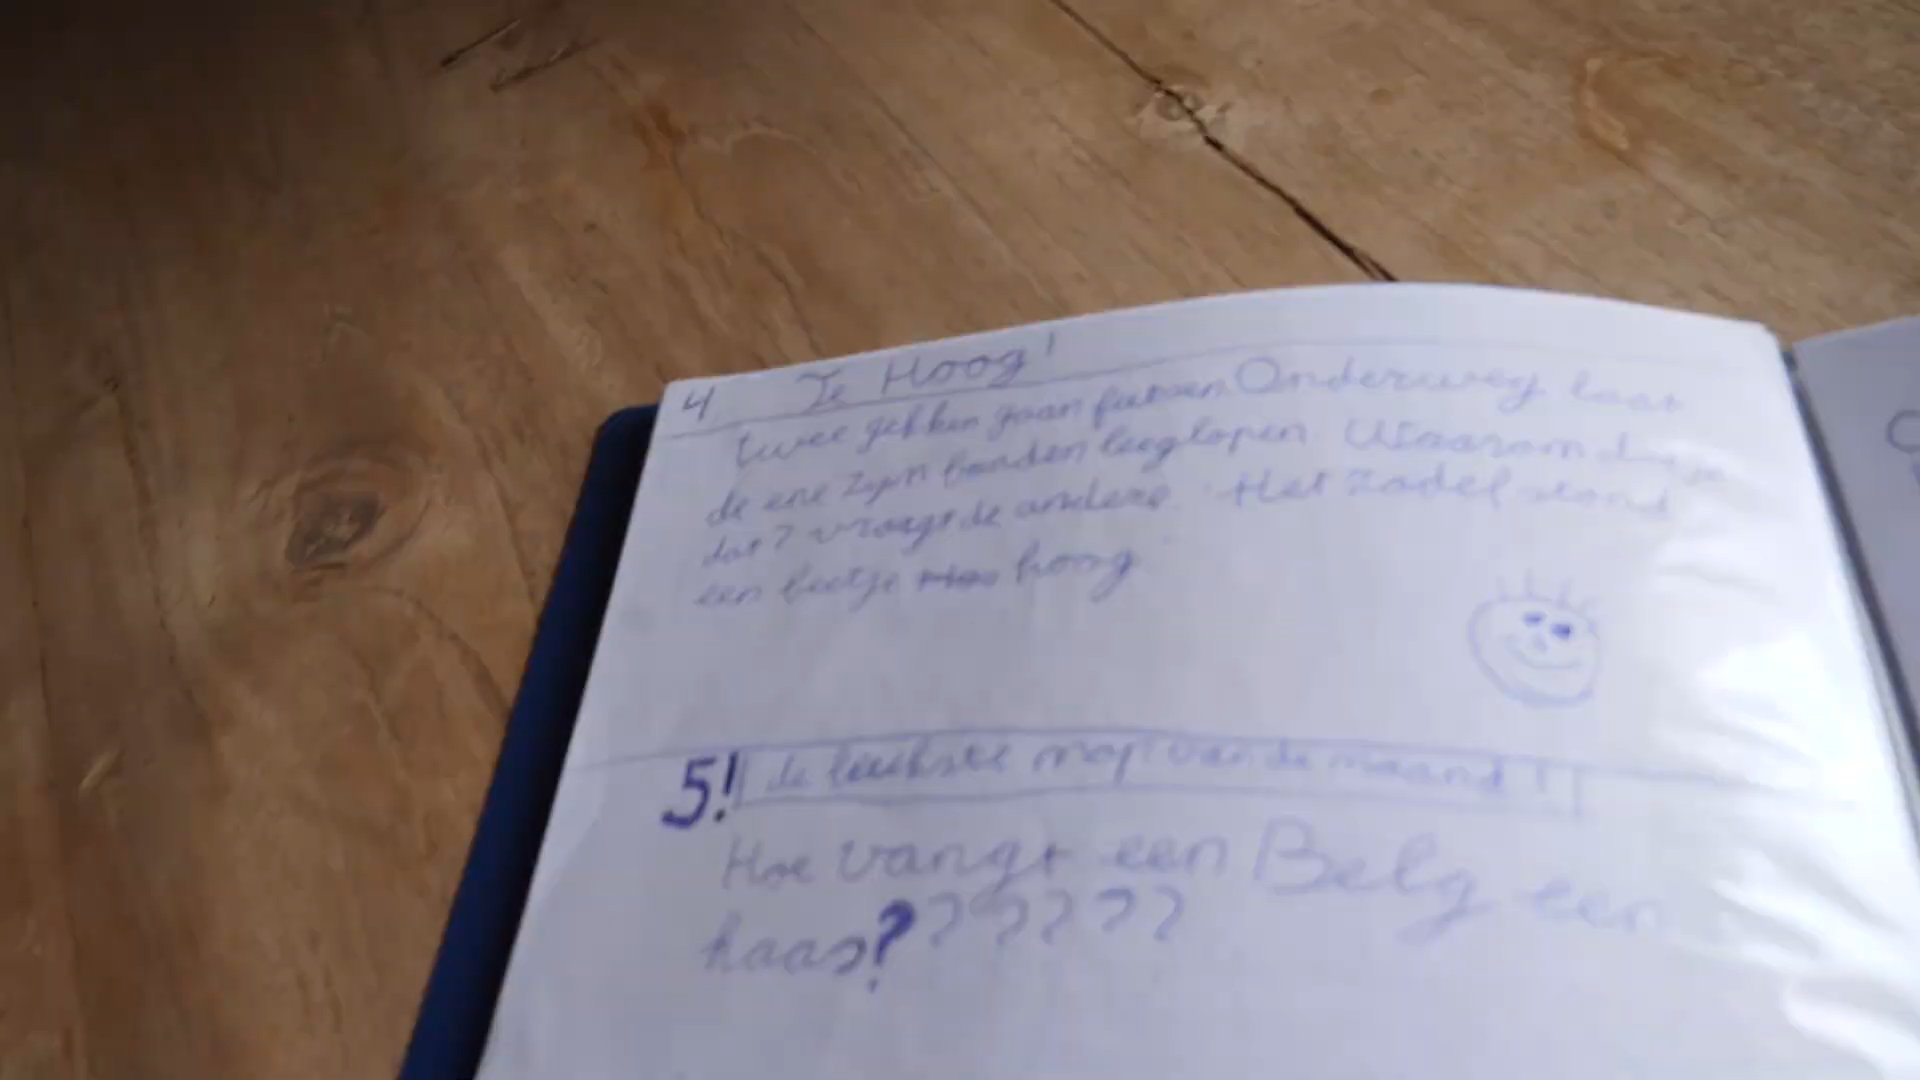 4 Te Hoog!
twee gekken gaan fietsen Onderweg laat
de ene zijn banden leeglopen Waarom doe je
dat? vraagt de andere. Het zadel stond
een beetje hoog
5! de leukste mop van de maand!
Hoe vangt een Belg een
haas??????